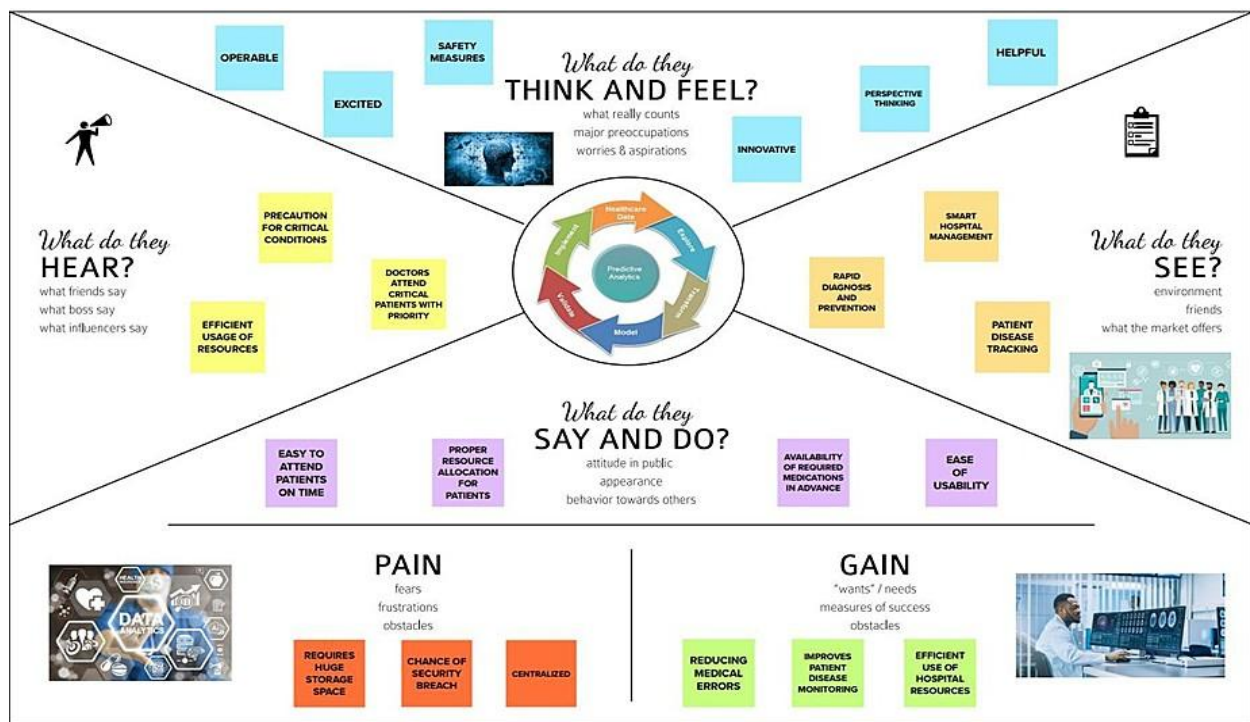 What do they
THINK AND FEEL?
what really counts
major preoccupations
worries & aspirations
OPERABLE
EXCITED
SAFETY
MEASURES
INNOVATIVE
PERSPECTIVE
THINKING
HELPFUL
What do they
HEAR?
what friends say
what boss say
what influencers say
PRECAUTION
FOR CRITICAL
CONDITIONS
DOCTORS
ATTEND
CRITICAL
PATIENTS WITH
PRIORITY
EFFICIENT
USAGE OF
RESOURCES
Healthcare
Data
Explore
Transform
Model
Validate
Implement
Predictive
Analytics
What do they
SEE?
environment
friends
what the market offers
SMART
HOSPITAL
MANAGEMENT
RAPID
DIAGNOSIS
AND
PREVENTION
PATIENT
DISEASE
TRACKING
What do they
SAY AND DO?
attitude in public
appearance
behavior towards others
EASY TO
ATTEND
PATIENTS
ON TIME
PROPER
RESOURCE
ALLOCATION
FOR
PATIENTS
AVAILABILITY
OF REQUIRED
MEDICATIONS
IN ADVANCE
EASE
OF
USABILITY
PAIN
fears
frustrations
obstacles
DATA
ANALYTICS
REQUIRES
HUGE
STORAGE
SPACE
CHANCE OF
SECURITY
BREACH
CENTRALIZED
GAIN
"wants" / needs
measures of success
obstacles
REDUCING
MEDICAL
ERRORS
IMPROVES
PATIENT
DISEASE
MONITORING
EFFICIENT
USE OF
HOSPITAL
RESOURCES